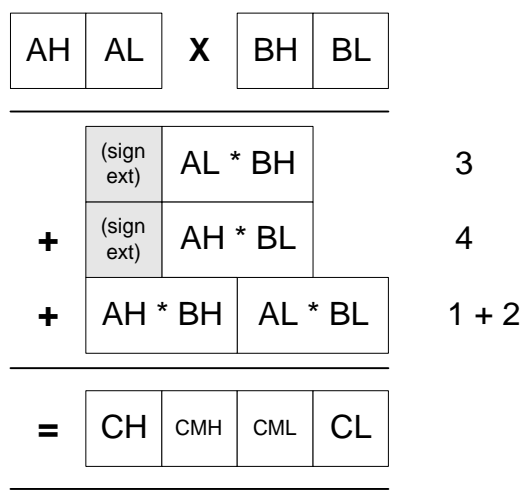 AH AL X BH BL
(sign ext) AL * BH 3
+ (sign ext) AH * BL 4
+ AH * BH AL * BL 1 + 2
= CH CMH CML CL